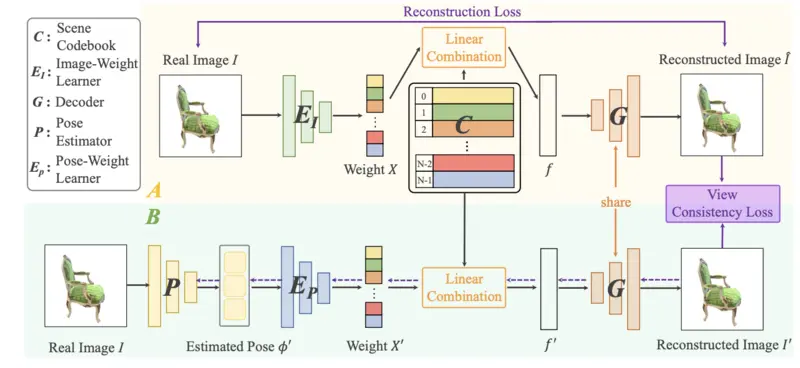 C : Scene
Codebook
E_I: Image-Weight
Learner
G : Decoder
P : Pose
Estimator
E_p: Pose-Weight
Learner
Reconstruction Loss
Real Image I
Linear
Combination
Reconstructed Image Î
E_I
0
1
2
C
N-2
N-1
G
Weight X
f
A
share
View
Consistency Loss
B
P
E_P
Linear
Combination
G
Real Image I
Estimated Pose ϕ′
Weight X′
f′
Reconstructed Image I′